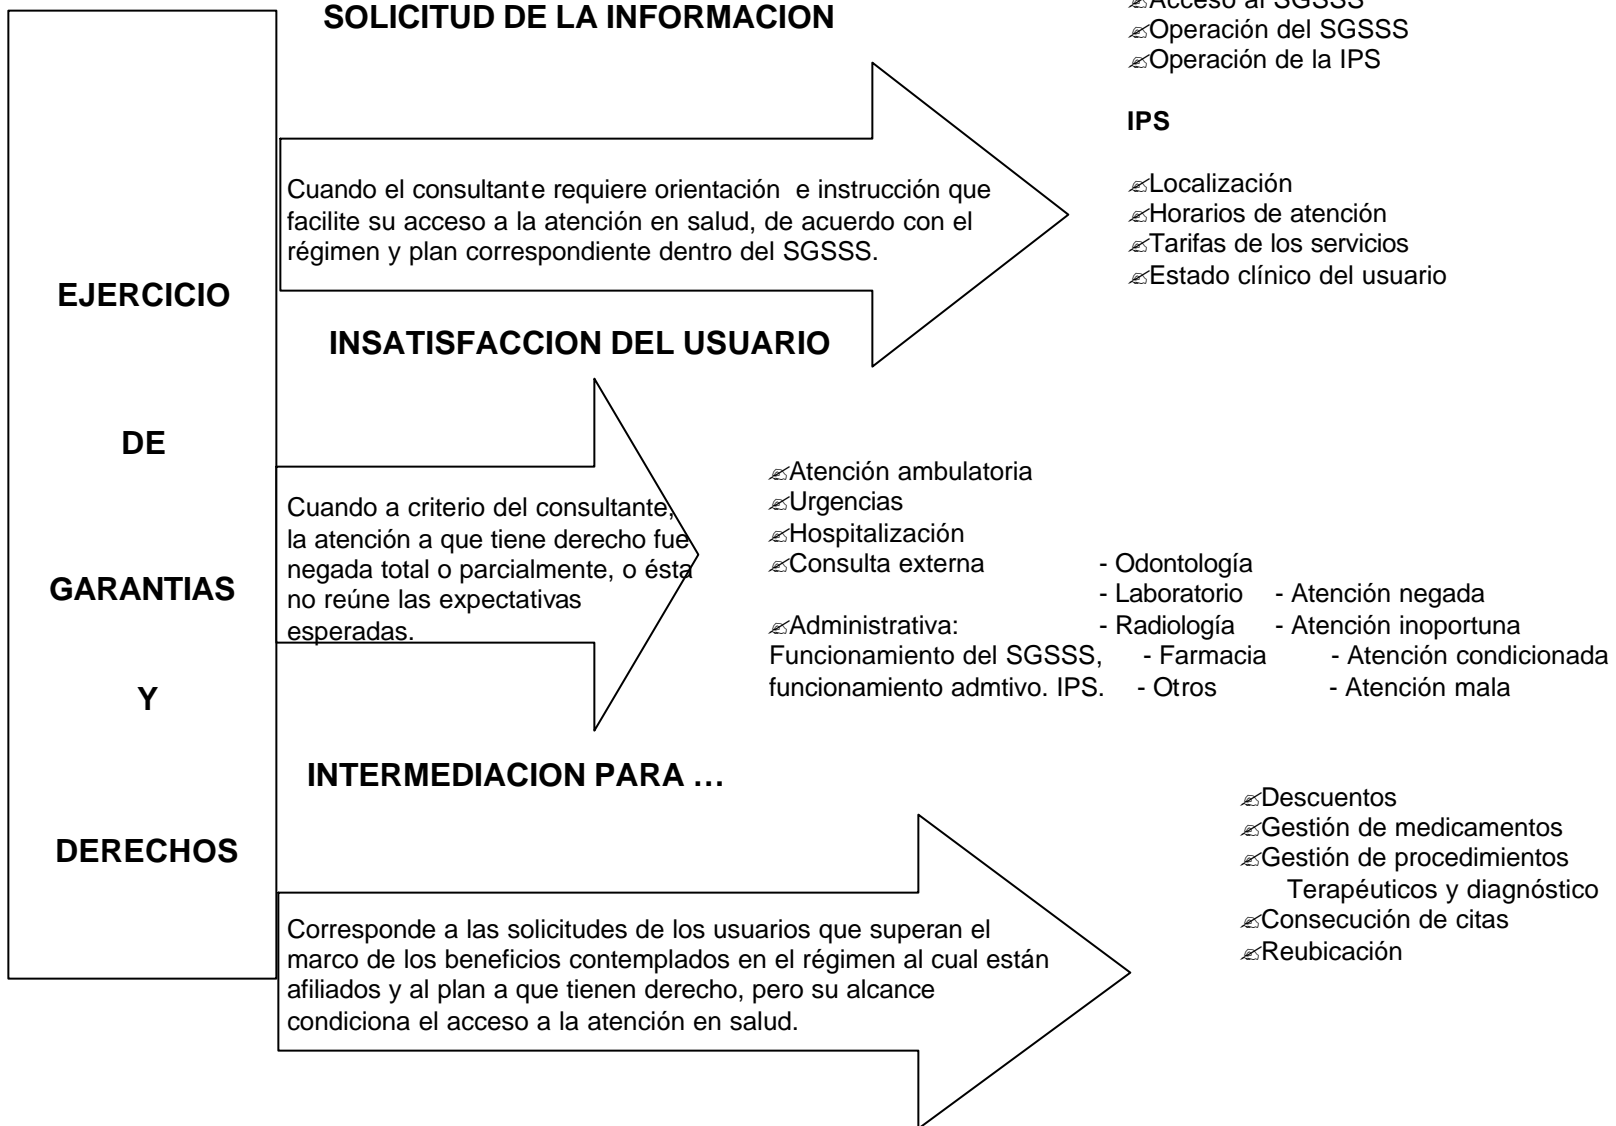 SOLICITUD DE LA INFORMACION
Acceso al SGSSS
Operación del SGSSS
Operación de la IPS
IPS
Cuando el consultante requiere orientación e instrucción que
facilite su acceso a la atención en salud, de acuerdo con el
régimen y plan correspondiente dentro del SGSSS.
Localización
Horarios de atención
Tarifas de los servicios
Estado clínico del usuario
EJERCICIO
DE
GARANTIAS
Y
DERECHOS
INSATISFACCION DEL USUARIO
Cuando a criterio del consultante,
la atención a que tiene derecho fue
negada total o parcialmente, o ésta
no reúne las expectativas
esperadas.
Atención ambulatoria
Urgencias
Hospitalización
Consulta externa - Odontología
- Laboratorio - Atención negada
Administrativa: - Radiología - Atención inoportuna
Funcionamiento del SGSSS, - Farmacia - Atención condicionada
funcionamiento admtivo. IPS. - Otros - Atención mala
INTERMEDIACION PARA …
Corresponde a las solicitudes de los usuarios que superan el
marco de los beneficios contemplados en el régimen al cual están
afiliados y al plan a que tienen derecho, pero su alcance
condiciona el acceso a la atención en salud.
Descuentos
Gestión de medicamentos
Gestión de procedimientos
Terapéuticos y diagnóstico
Consecución de citas
Reubicación